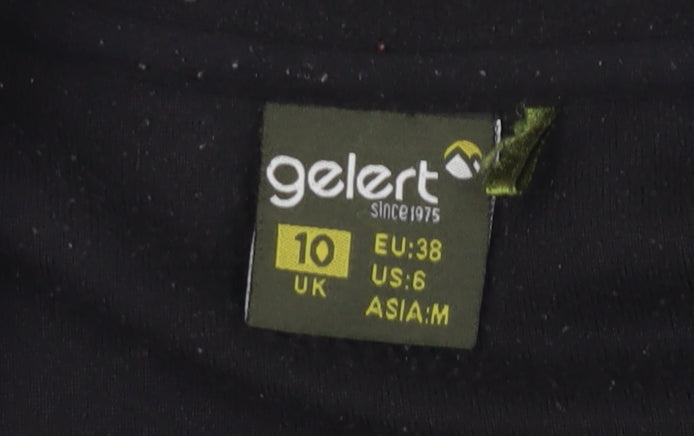 gelert
since1975
10
UK
EU:38
US:6
ASIA:M